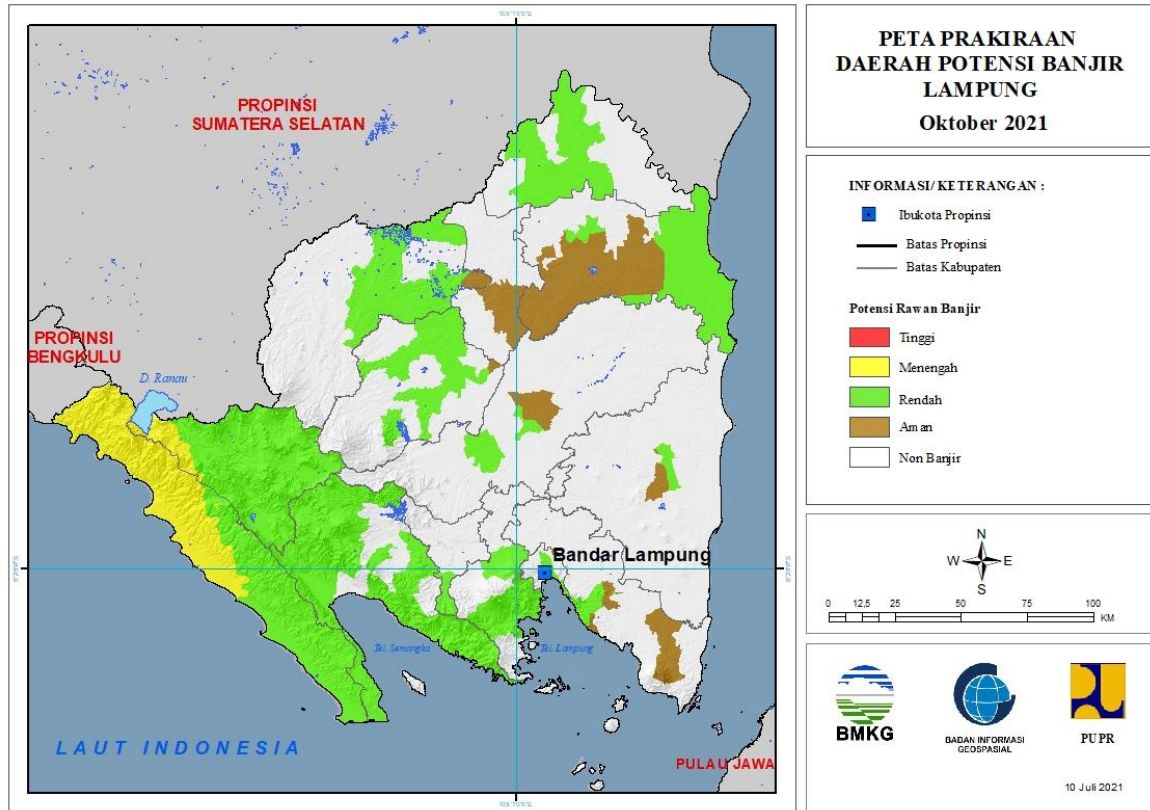 PROPINSI
SUMATERA SELATAN
PROPINSI
BENGKULU
D. Ranau
Bandar Lampung
Tel. Semangka
Tel. Lampung
LAUT INDONESIA
PULAU JAWA
PETA PRAKIRAAN
DAERAH POTENSI BANJIR
LAMPUNG
Oktober 2021
INFORMASI/KETERANGAN :
Ibukota Propinsi
Batas Propinsi
Batas Kabupaten
Potensi Rawan Banjir
Tinggi
Menengah
Rendah
Aman
Non Banjir
N
W E
S
0 12,5 25 50 75 100
KM
BMKG
BADAN INFORMASI
GEOSPASIAL
PUPR
10 Juli 2021